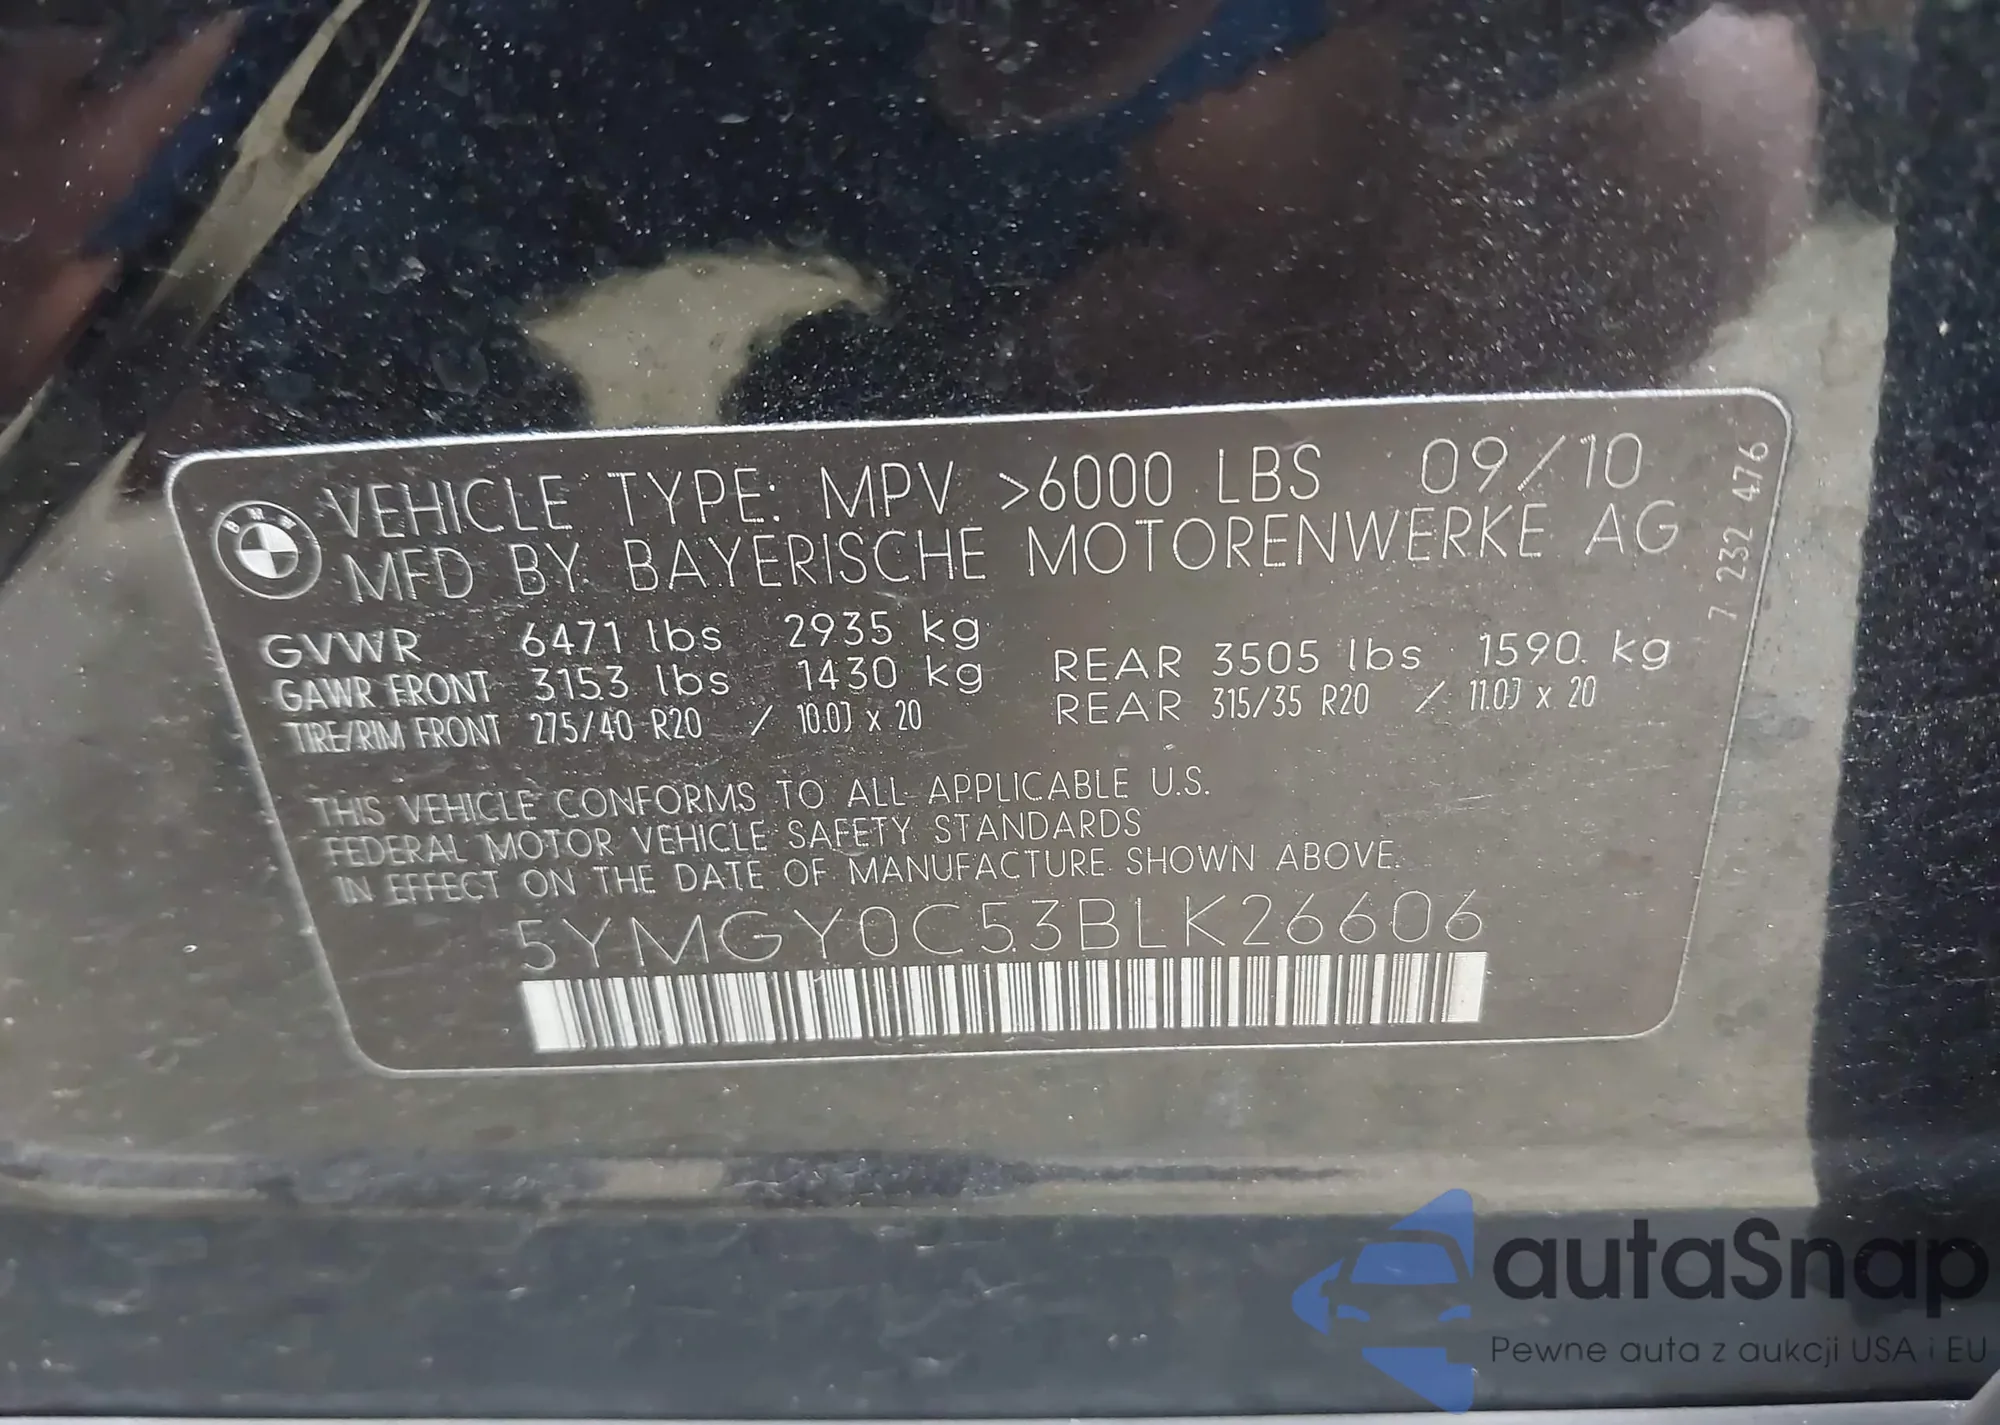 BMW
VEHICLE TYPE: MPV >6000 LBS 09/10
MFD BY BAYERISCHE MOTORENWERKE AG
7 232 476
GVWR 6471 lbs 2935 kg
GAWR FRONT 3153 lbs 1430 kg REAR 3505 lbs 1590 kg
TIRE/RIM FRONT 275/40 R20 / 10.0J x 20 REAR 315/35 R20 / 11.0J x 20
THIS VEHICLE CONFORMS TO ALL APPLICABLE U.S.
FEDERAL MOTOR VEHICLE SAFETY STANDARDS
IN EFFECT ON THE DATE OF MANUFACTURE SHOWN ABOVE.
5YMGY0C53BLK26606
autaSnap
Pewne auta z aukcji USA i EU